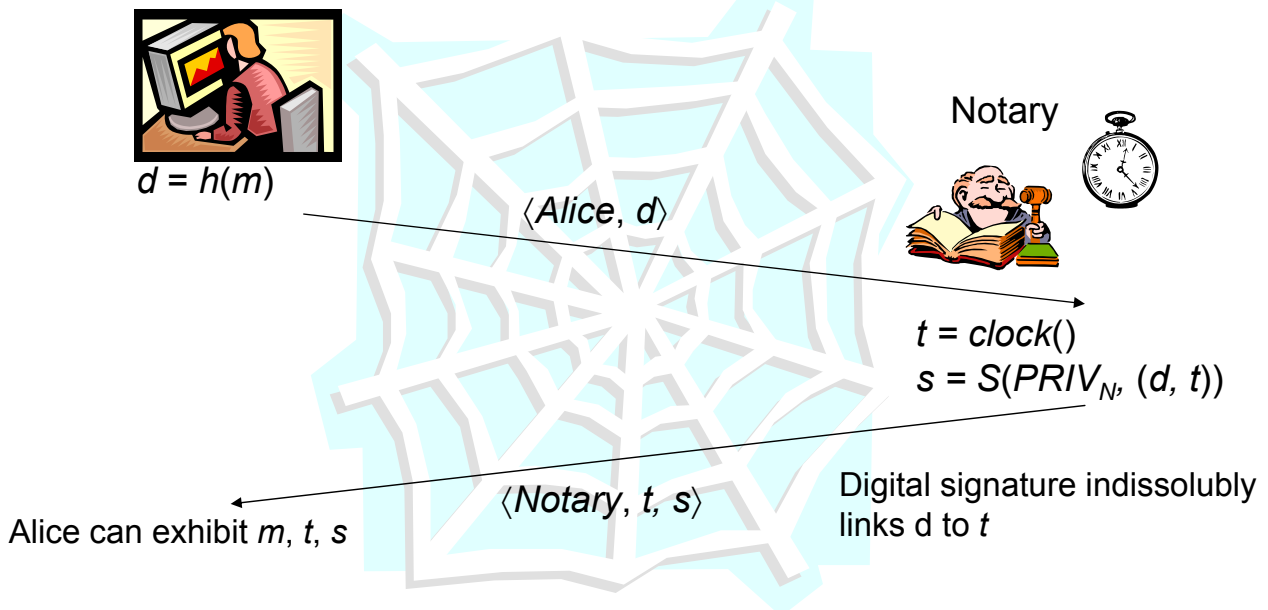 Notary
d = h(m)
⟨Alice, d⟩
t = clock()
s = S(PRIV_N, (d, t))
⟨Notary, t, s⟩
Digital signature indissolubly
links d to t
Alice can exhibit m, t, s